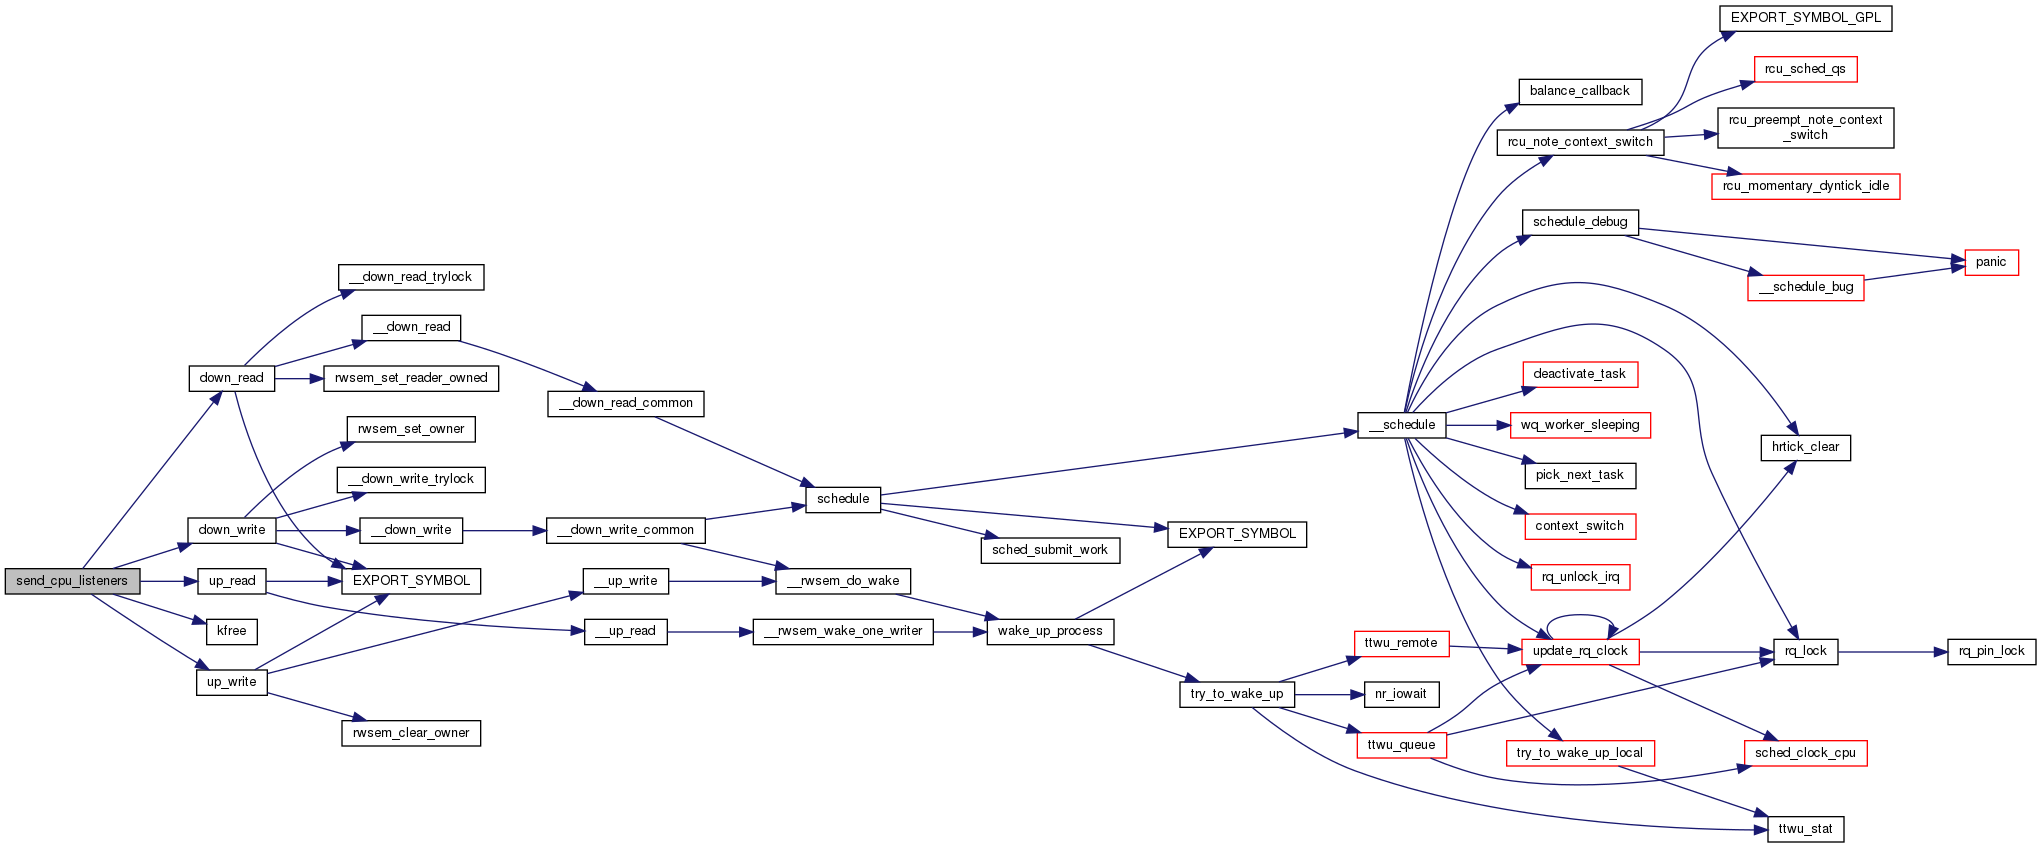 send_cpu_listeners
down_read
down_write
up_read
kfree
up_write
__down_read_trylock
__down_read
rwsem_set_reader_owned
rwsem_set_owner
__down_write_trylock
__down_write
EXPORT_SYMBOL
rwsem_clear_owner
__down_read_common
__down_write_common
__up_write
__up_read
schedule
__rwsem_do_wake
__rwsem_wake_one_writer
sched_submit_work
wake_up_process
EXPORT_SYMBOL
try_to_wake_up
__schedule
ttwu_remote
nr_iowait
ttwu_queue
balance_callback
rcu_note_context_switch
schedule_debug
deactivate_task
wq_worker_sleeping
pick_next_task
context_switch
rq_unlock_irq
update_rq_clock
try_to_wake_up_local
EXPORT_SYMBOL_GPL
rcu_sched_qs
rcu_preempt_note_context
_switch
rcu_momentary_dyntick_idle
__schedule_bug
hrtick_clear
rq_lock
sched_clock_cpu
ttwu_stat
panic
rq_pin_lock